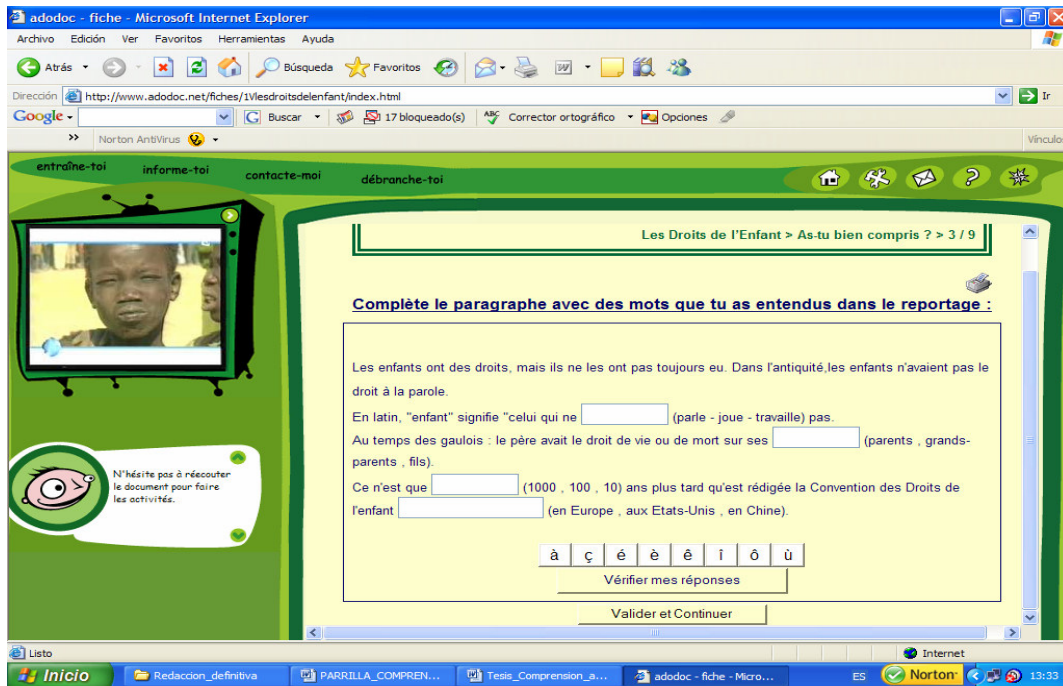 adodoc - fiche - Microsoft Internet Explorer
Archivo Edición Ver Favoritos Herramientas Ayuda
Atrás Búsqueda Favoritos
Dirección http://www.adodoc.net/fiches/1Vlesdroitsdelenfant/index.html Ir
Google Buscar 17 bloqueado(s) ABC Corrector ortográfico Opciones
Norton AntiVirus Vínculo
entraîne-toi informe-toi contacte-moi débranche-toi
Les Droits de l'Enfant > As-tu bien compris ? > 3 / 9
Complète le paragraphe avec des mots que tu as entendus dans le reportage :
Les enfants ont des droits, mais ils ne les ont pas toujours eu. Dans l'antiquité,les enfants n'avaient pas le
droit à la parole.
En latin, "enfant" signifie "celui qui ne (parle - joue - travaille) pas.
Au temps des gaulois : le père avait le droit de vie ou de mort sur ses (parents , grands-
parents , fils).
Ce n'est que (1000 , 100 , 10) ans plus tard qu'est rédigée la Convention des Droits de
l'enfant (en Europe , aux Etats-Unis , en Chine).
N'hésite pas à réecouter
le document pour faire
les activités.
à ç é è ê î ô ù
Vérifier mes réponses
Valider et Continuer
Listo Internet
Inicio Redaccion_definitiva PARRILLA_COMPREN... Tesis_Comprension_a... adodoc - fiche - Micro... ES Norton 13:33